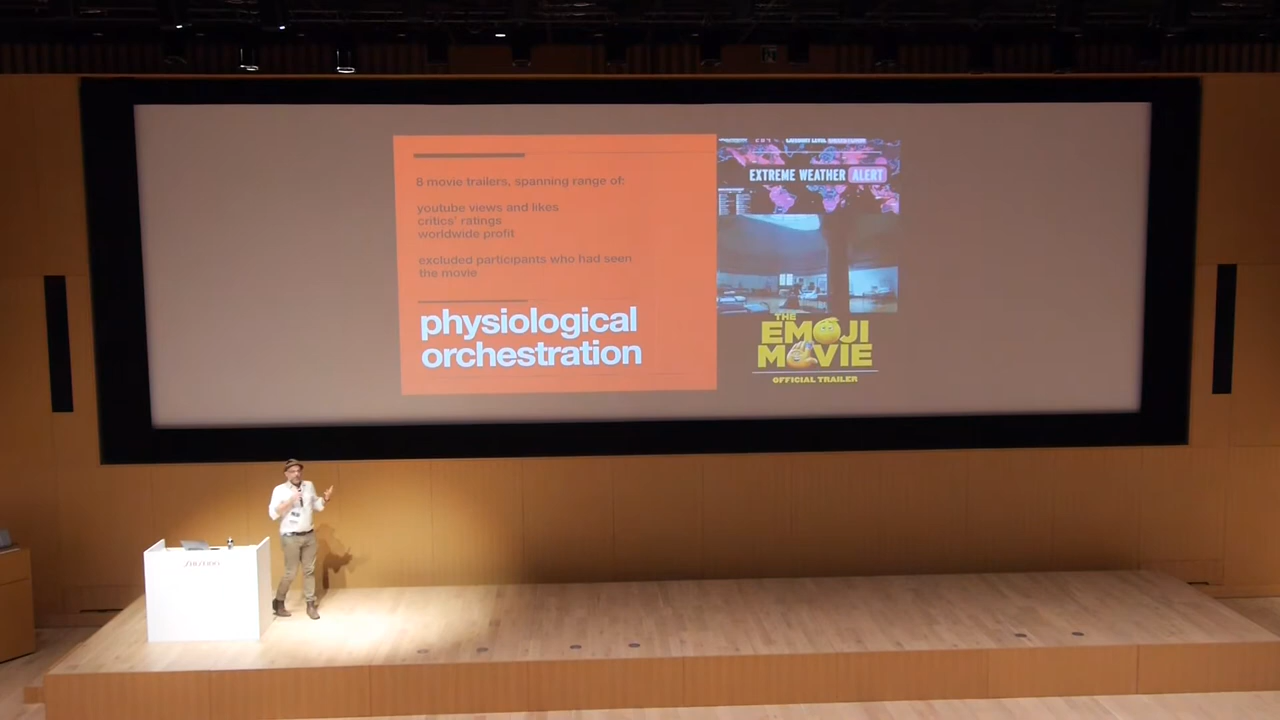 8 movie trailers, spanning range of:
youtube views and likes
critics' ratings
worldwide profit
excluded participants who had seen
the movie
physiological
orchestration
EXTREME WEATHER ALERT
THE
EMOJI
MOVIE
OFFICIAL TRAILER